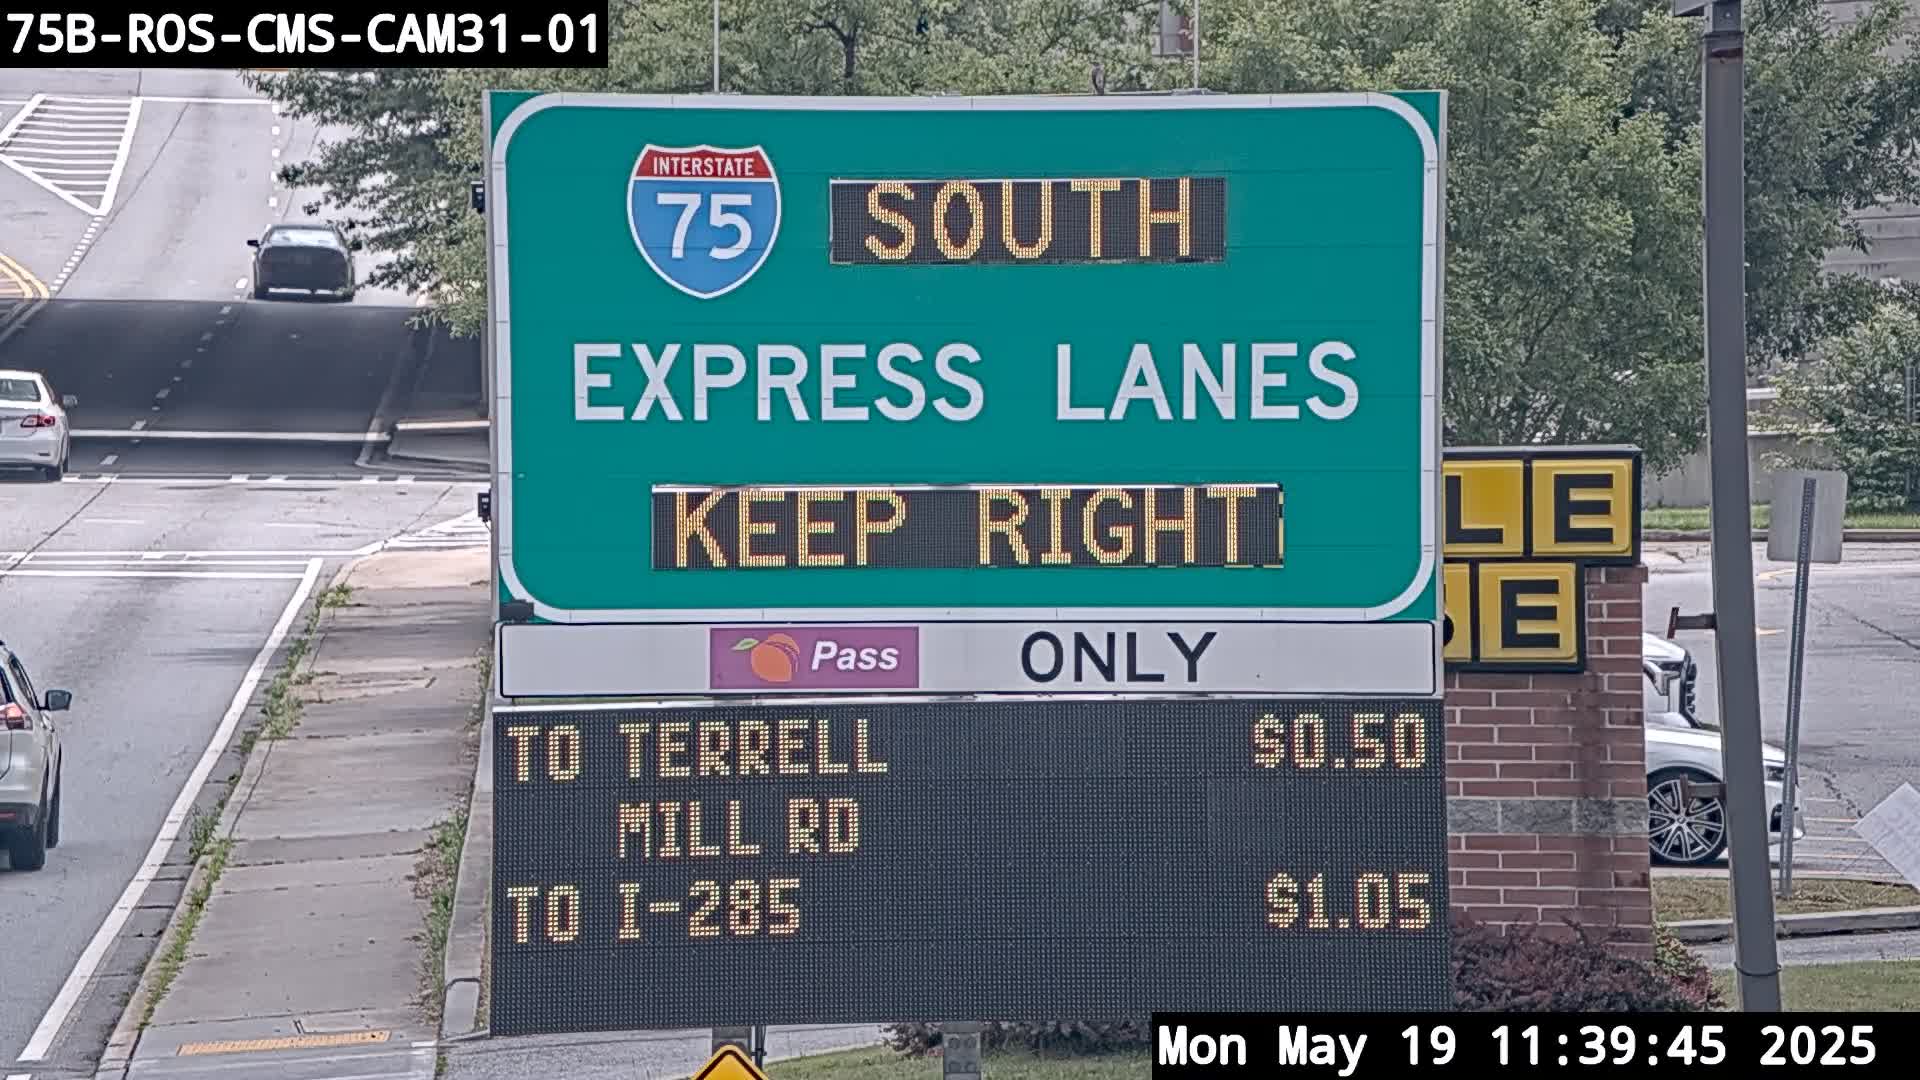 75B-ROS-CMS-CAM31-01
INTERSTATE
75
SOUTH
EXPRESS LANES
KEEP RIGHT
Pass ONLY
TO TERRELL $0.50
MILL RD
TO I-285 $1.05
LE
E
Mon May 19 11:39:45 2025